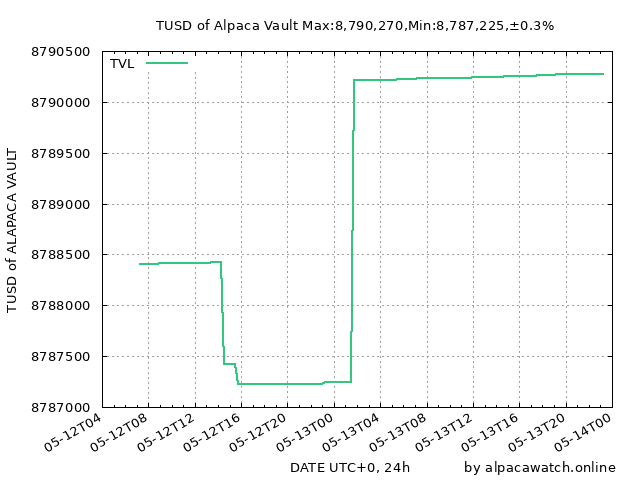 TUSD of Alpaca Vault Max:8,790,270,Min:8,787,225,±0.3%
8790500
TVL
8790000
8789500
8789000
8788500
8788000
8787500
8787000
TUSD of ALAPACA VAULT
05-12T04
05-12T08
05-12T12
05-12T16
05-12T20
05-13T00
05-13T04
05-13T08
05-13T12
05-13T16
05-13T20
05-14T00
DATE UTC+0, 24h
by alpacawatch.online